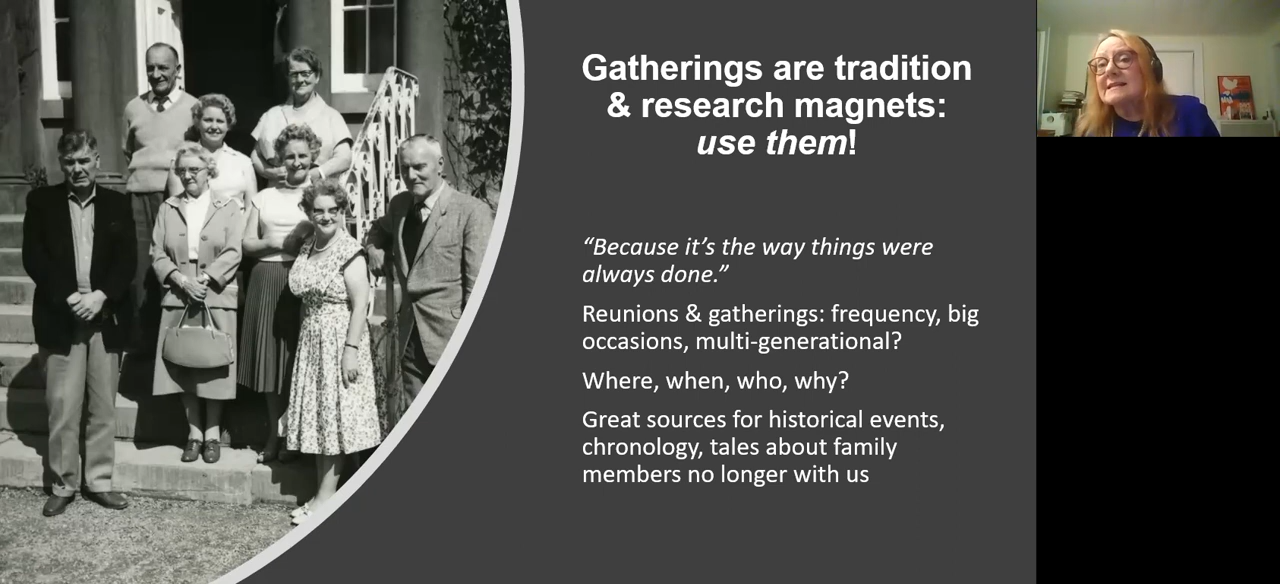 Gatherings are tradition
& research magnets:
use them!
“Because it’s the way things were
always done.”
Reunions & gatherings: frequency, big
occasions, multi-generational?
Where, when, who, why?
Great sources for historical events,
chronology, tales about family
members no longer with us